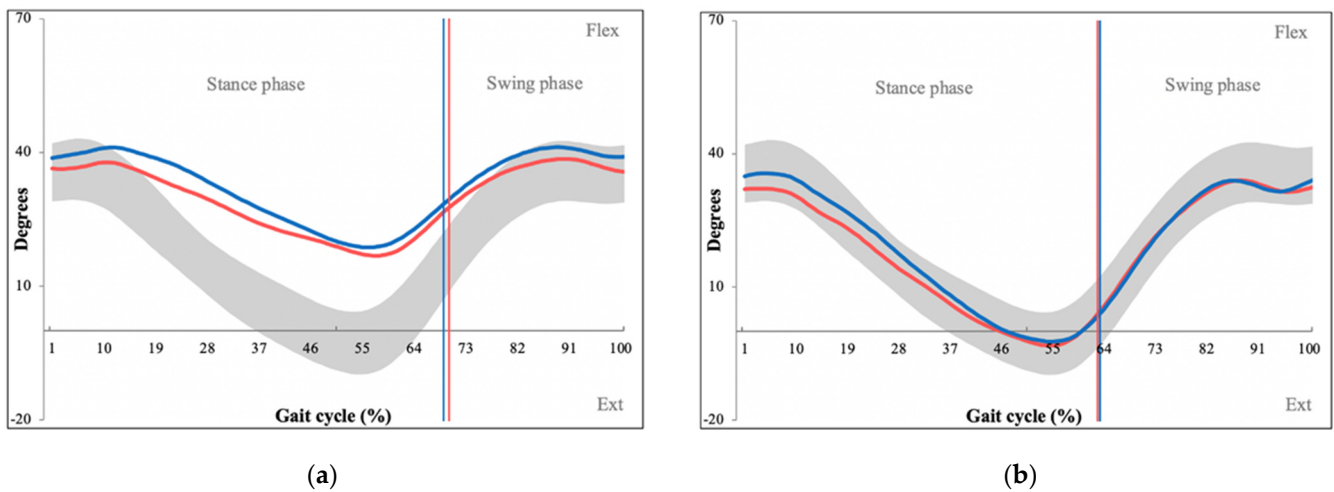 70
Flex
Stance phase
Swing phase
40
Degrees
10
1 10 19 28 37 46 55 64 73 82 91 100
Ext
-20
Gait cycle (%)
(a)
70
Flex
Stance phase
Swing phase
40
Degrees
10
1 10 19 28 37 46 55 64 73 82 91 100
Ext
-20
Gait cycle (%)
(b)